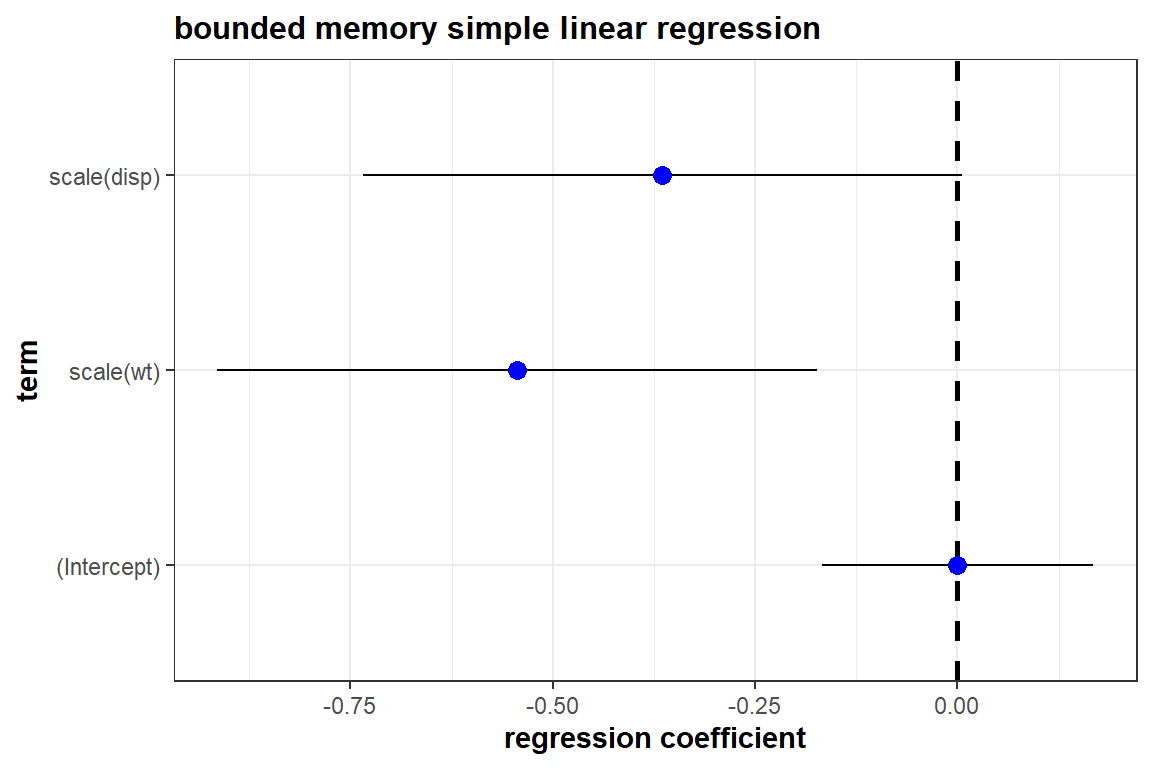 bounded memory simple linear regression
scale(disp)
scale(wt)
(Intercept)
term
-0.75 -0.50 -0.25 0.00
regression coefficient